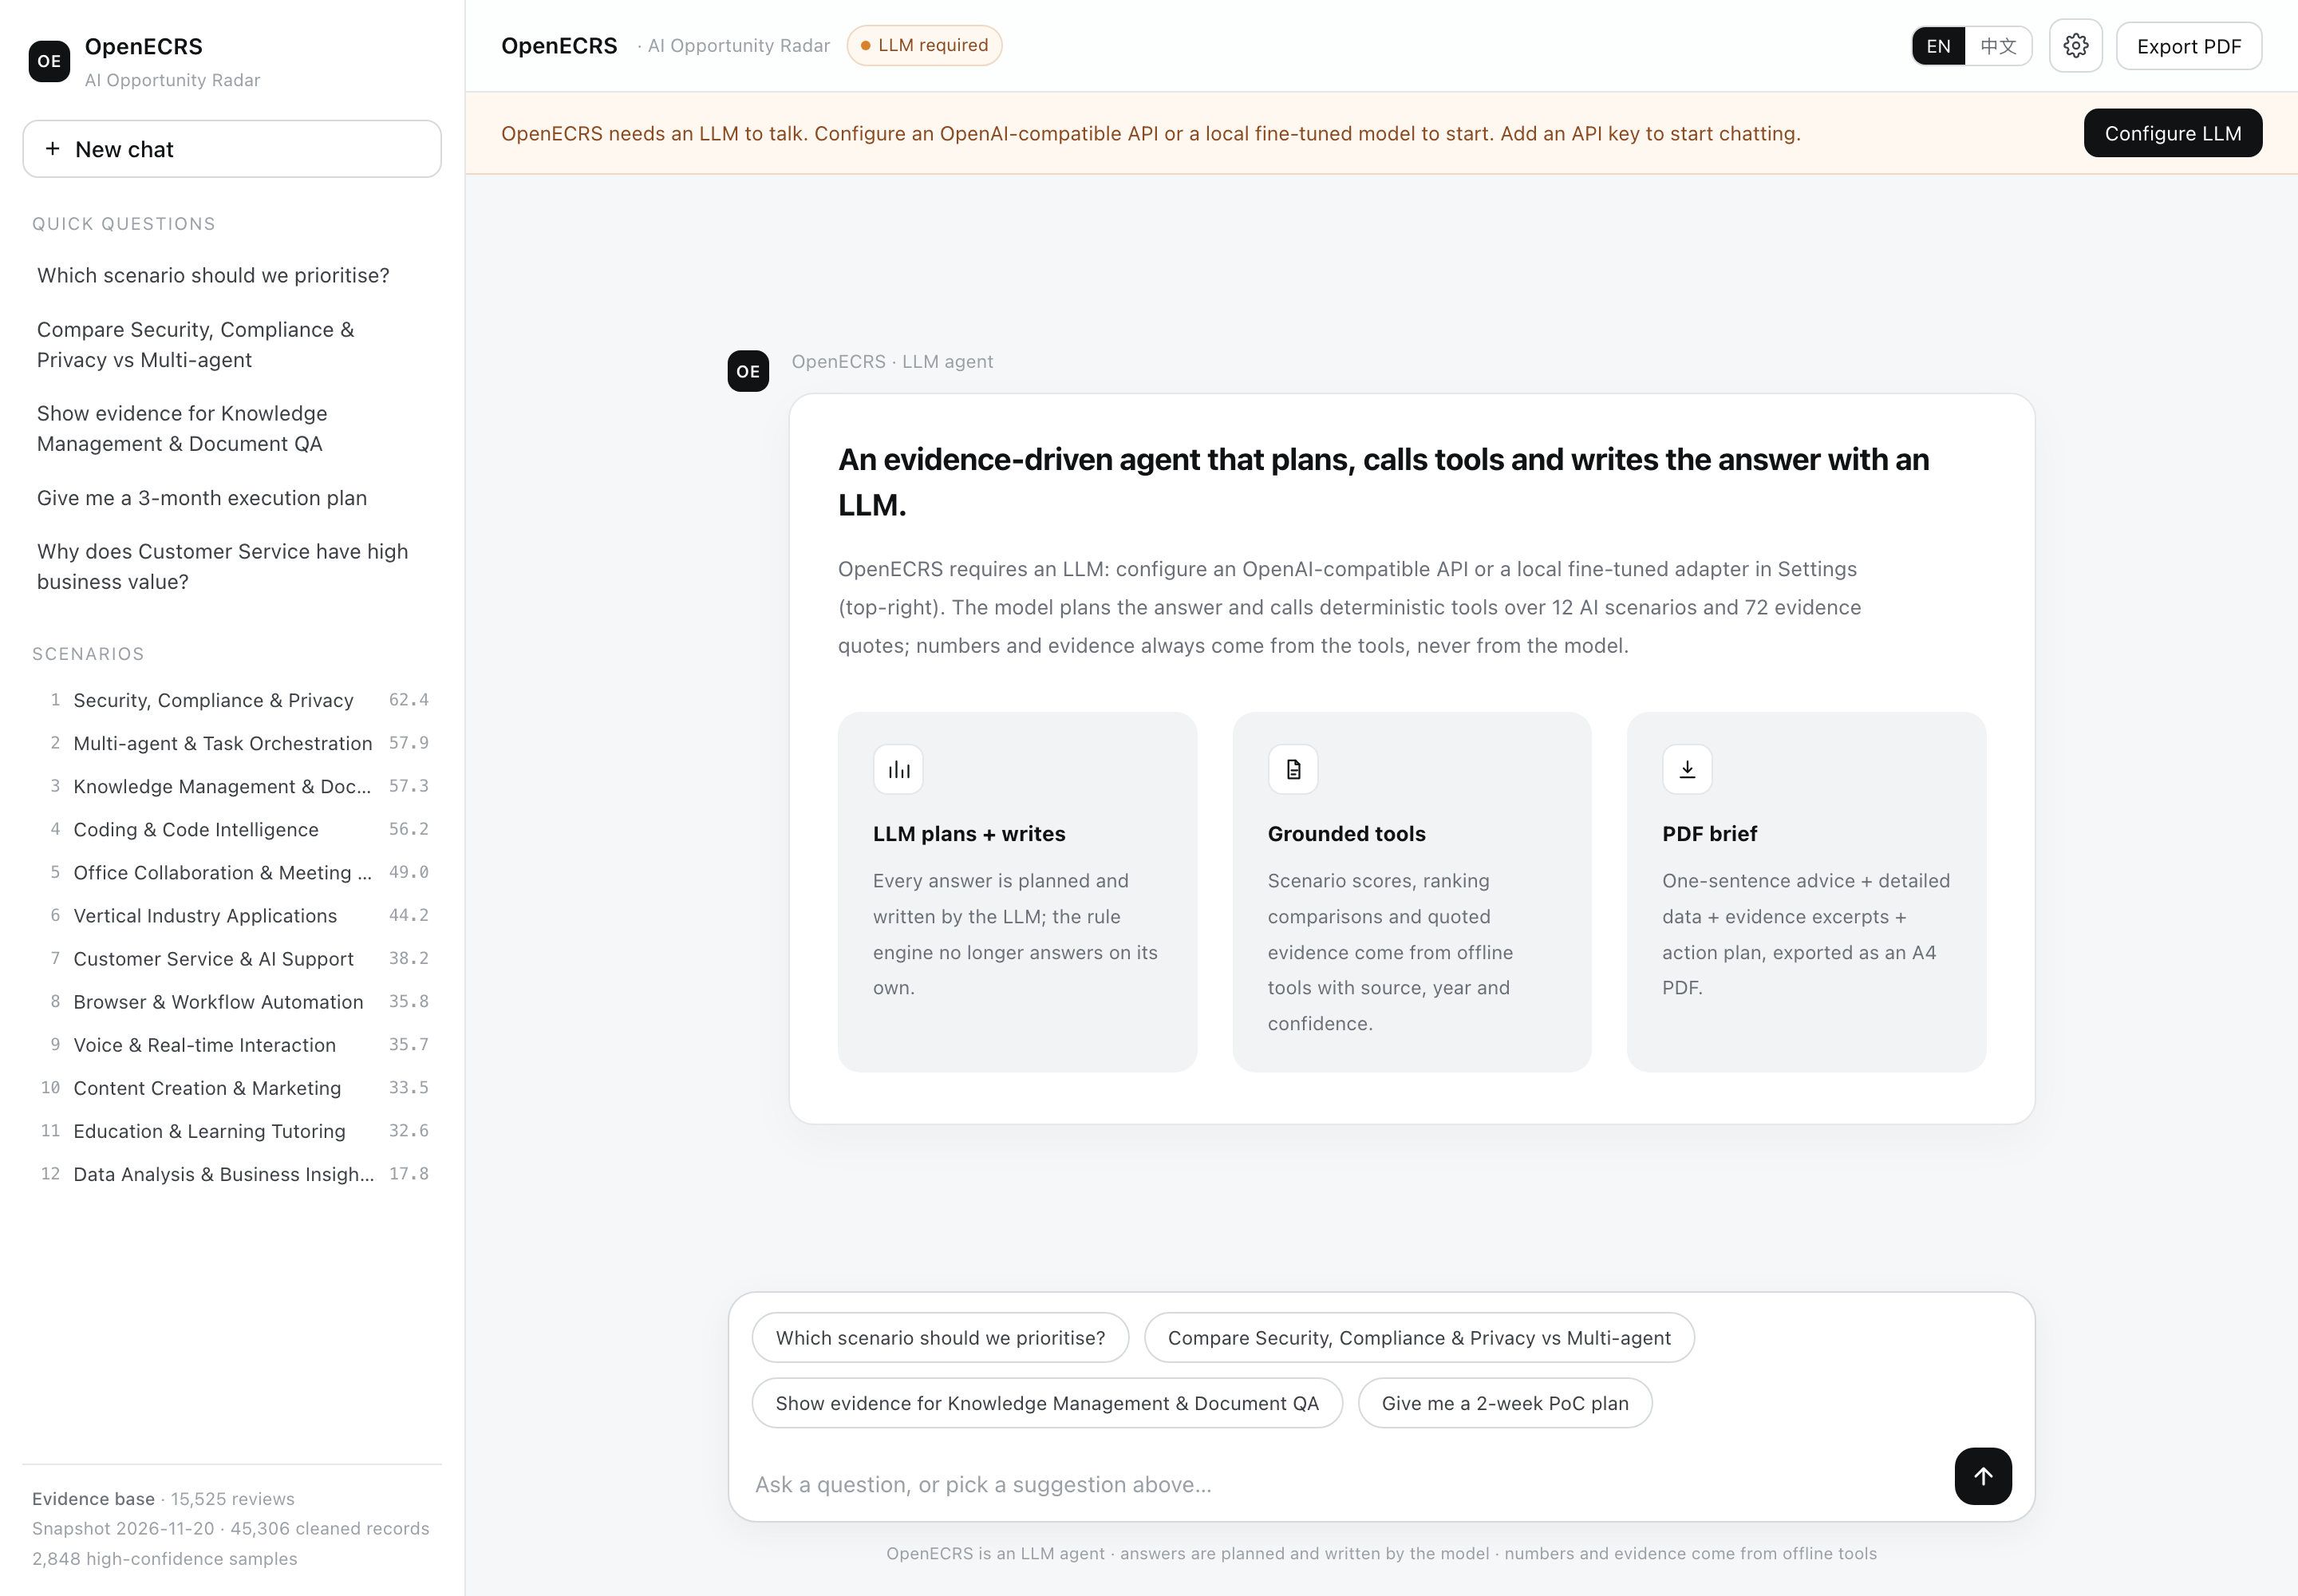 OE
OpenECRS
AI Opportunity Radar
+ New chat
QUICK QUESTIONS
Which scenario should we prioritise?
Compare Security, Compliance &
Privacy vs Multi-agent
Show evidence for Knowledge
Management & Document QA
Give me a 3-month execution plan
Why does Customer Service have high
business value?
SCENARIOS
1 Security, Compliance & Privacy 62.4
2 Multi-agent & Task Orchestration 57.9
3 Knowledge Management & Doc... 57.3
4 Coding & Code Intelligence 56.2
5 Office Collaboration & Meeting ... 49.0
6 Vertical Industry Applications 44.2
7 Customer Service & AI Support 38.2
8 Browser & Workflow Automation 35.8
9 Voice & Real-time Interaction 35.7
10 Content Creation & Marketing 33.5
11 Education & Learning Tutoring 32.6
12 Data Analysis & Business Insigh... 17.8
Evidence base · 15,525 reviews
Snapshot 2026-11-20 · 45,306 cleaned records
2,848 high-confidence samples
OpenECRS · AI Opportunity Radar LLM required EN 中文 Export PDF
OpenECRS needs an LLM to talk. Configure an OpenAI-compatible API or a local fine-tuned model to start. Add an API key to start chatting. Configure LLM
OE OpenECRS · LLM agent
An evidence-driven agent that plans, calls tools and writes the answer with an
LLM.
OpenECRS requires an LLM: configure an OpenAI-compatible API or a local fine-tuned adapter in Settings
(top-right). The model plans the answer and calls deterministic tools over 12 AI scenarios and 72 evidence
quotes; numbers and evidence always come from the tools, never from the model.
LLM plans + writes
Every answer is planned and
written by the LLM; the rule
engine no longer answers on its
own.
Grounded tools
Scenario scores, ranking
comparisons and quoted
evidence come from offline
tools with source, year and
confidence.
PDF brief
One-sentence advice + detailed
data + evidence excerpts +
action plan, exported as an A4
PDF.
Which scenario should we prioritise? Compare Security, Compliance & Privacy vs Multi-agent
Show evidence for Knowledge Management & Document QA Give me a 2-week PoC plan
Ask a question, or pick a suggestion above...
OpenECRS is an LLM agent · answers are planned and written by the model · numbers and evidence come from offline tools